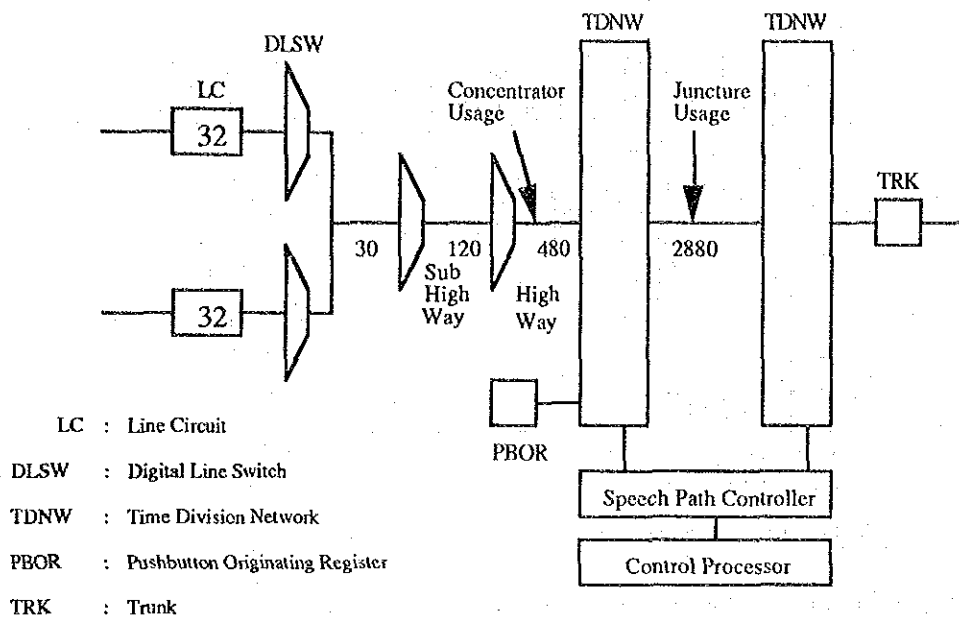 TDNW
TDNW
DLSW
LC
Concentrator
Usage
Juncture
Usage
32
TRK
30
120
480
2880
Sub
High
Way
High
Way
32
PBOR
LC : Line Circuit
DLSW : Digital Line Switch
TDNW : Time Division Network
PBOR : Pushbutton Originating Register
TRK : Trunk
Speech Path Controller
Control Processor